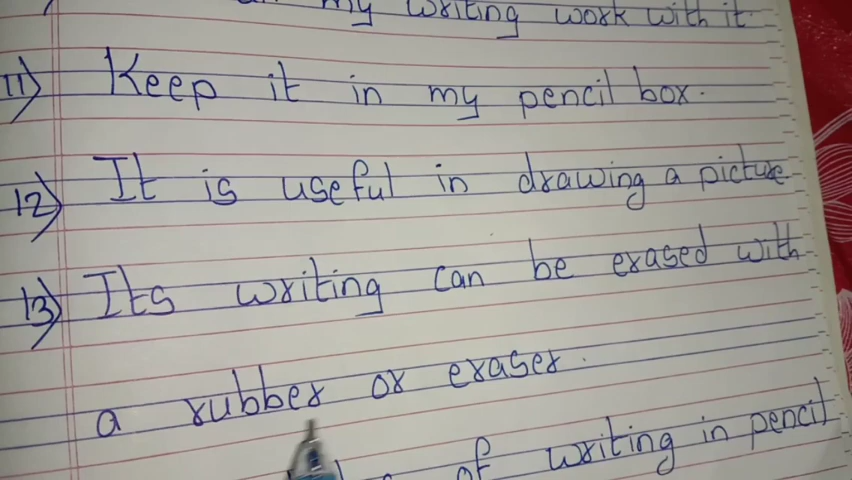 my writing work with it.
11) Keep it in my pencil box.
12) It is useful in drawing a picture
13) Its writing can be erased with
a rubber or eraser.
of writing in pencil